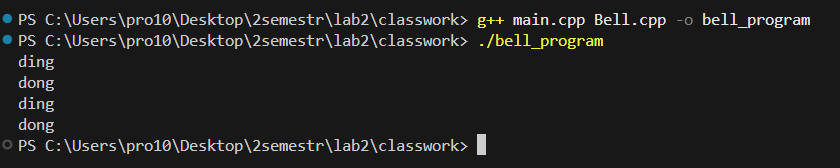 PS C:\Users\pro10\Desktop\2semestr\lab2\classwork> g++ main.cpp Bell.cpp -o bell_program
PS C:\Users\pro10\Desktop\2semestr\lab2\classwork> ./bell_program
ding
dong
ding
dong
PS C:\Users\pro10\Desktop\2semestr\lab2\classwork>